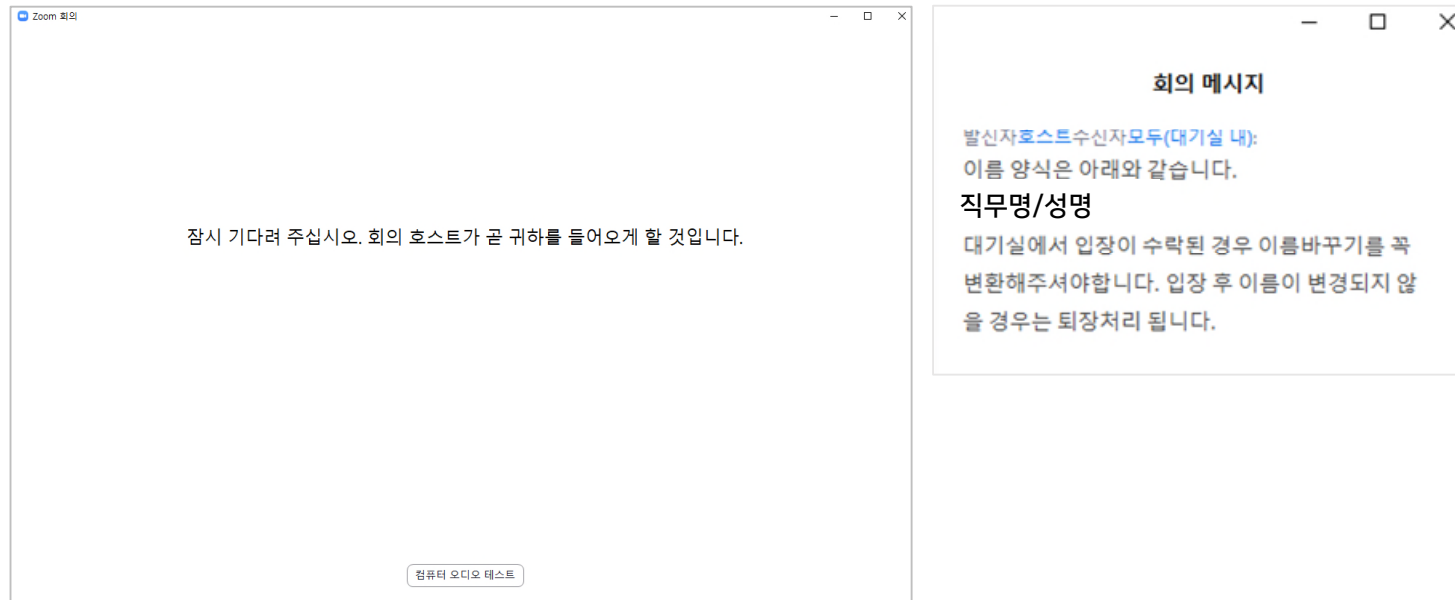 Zoom 회의
잠시 기다려 주십시오. 회의 호스트가 곧 귀하를 들어오게 할 것입니다.
컴퓨터 오디오 테스트
회의 메시지
발신자호스트수신자모두(대기실 내):
이름 양식은 아래와 같습니다.
직무명/성명
대기실에서 입장이 수락된 경우 이름바꾸기를 꼭
변환해주셔야합니다. 입장 후 이름이 변경되지 않
을 경우는 퇴장처리 됩니다.